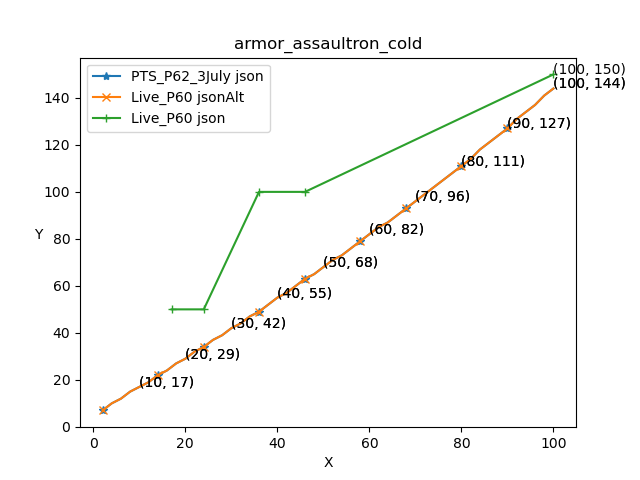 armor_assaultron_cold
PTS_P62_3July json
Live_P60 jsonAlt
Live_P60 json
(100, 150)
(100, 144)
(90, 127)
(80, 111)
(70, 96)
(60, 82)
(50, 68)
(40, 55)
(30, 42)
(20, 29)
(10, 17)
140
120
100
80
60
40
20
0
Y
0 20 40 60 80 100
X